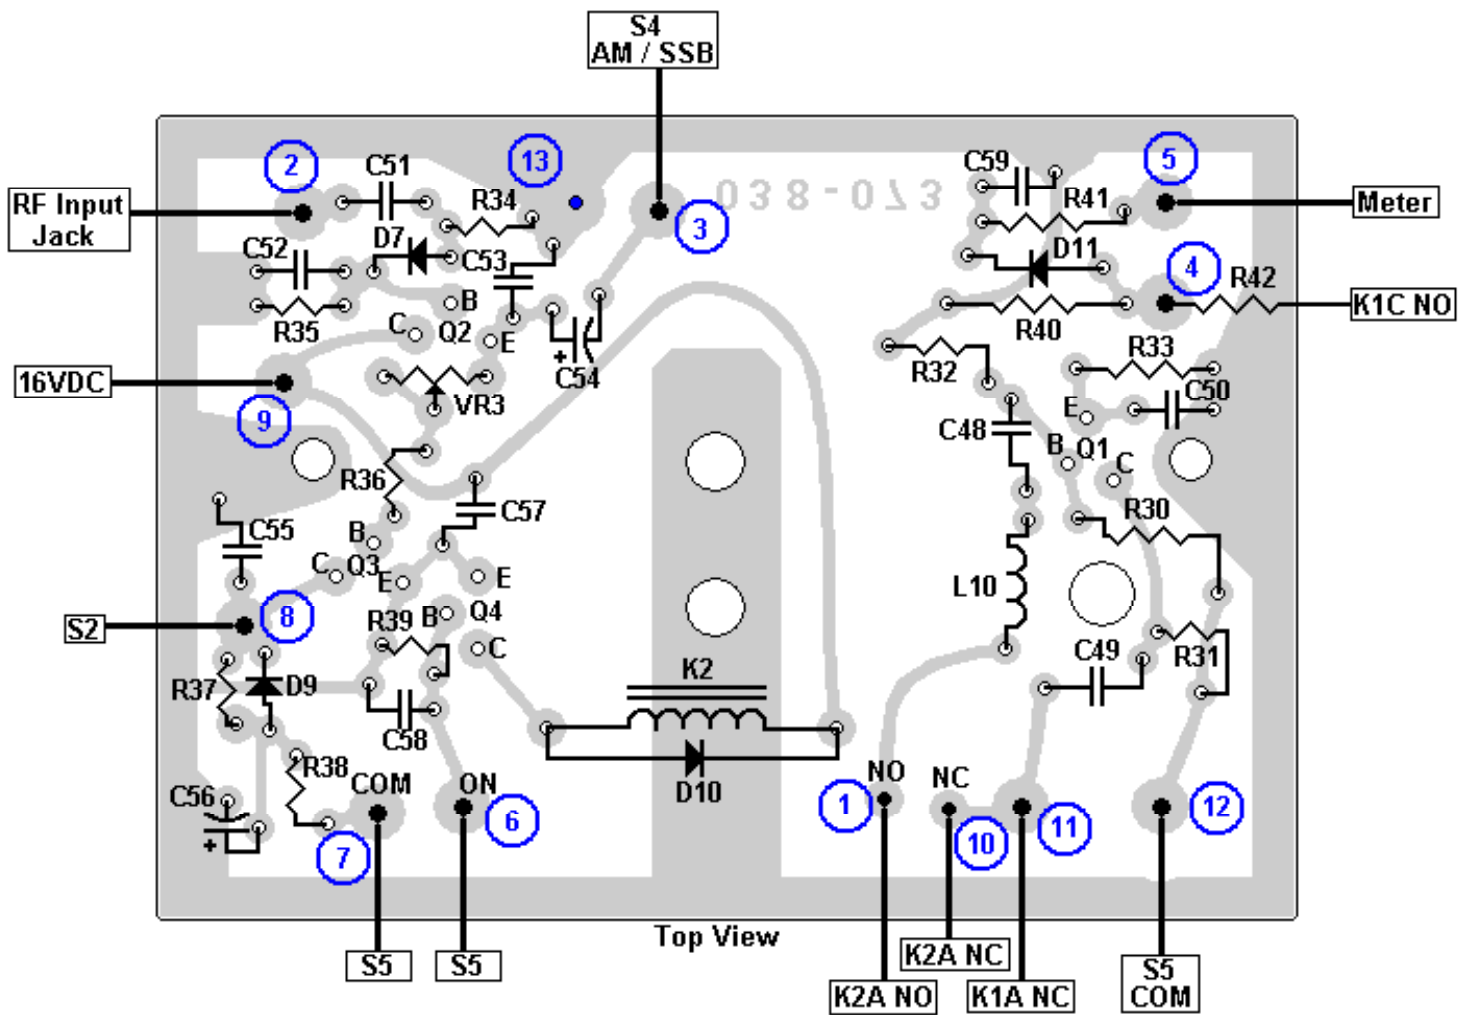 S4
AM / SSB
2
C51
13
C59
5
RF Input
Jack
R34
038-073
3
R41
Meter
D7
C52
C53
D11
4
R42
B
K1C NO
R35
C
Q2
E
R40
C54
+
R32
R33
16VDC
VR3
C50
9
E
C48
B
Q1
C
R36
C57
R30
C55
B
C
Q3
E
E
L10
8
R39
B
Q4
S2
C
C49
R31
K2
R37
D9
C58
R38
COM
ON
D10
NO
NC
C56
+
7
6
1
10
11
12
Top View
S5
S5
K2A NO
K2A NC
K1A NC
S5
COM